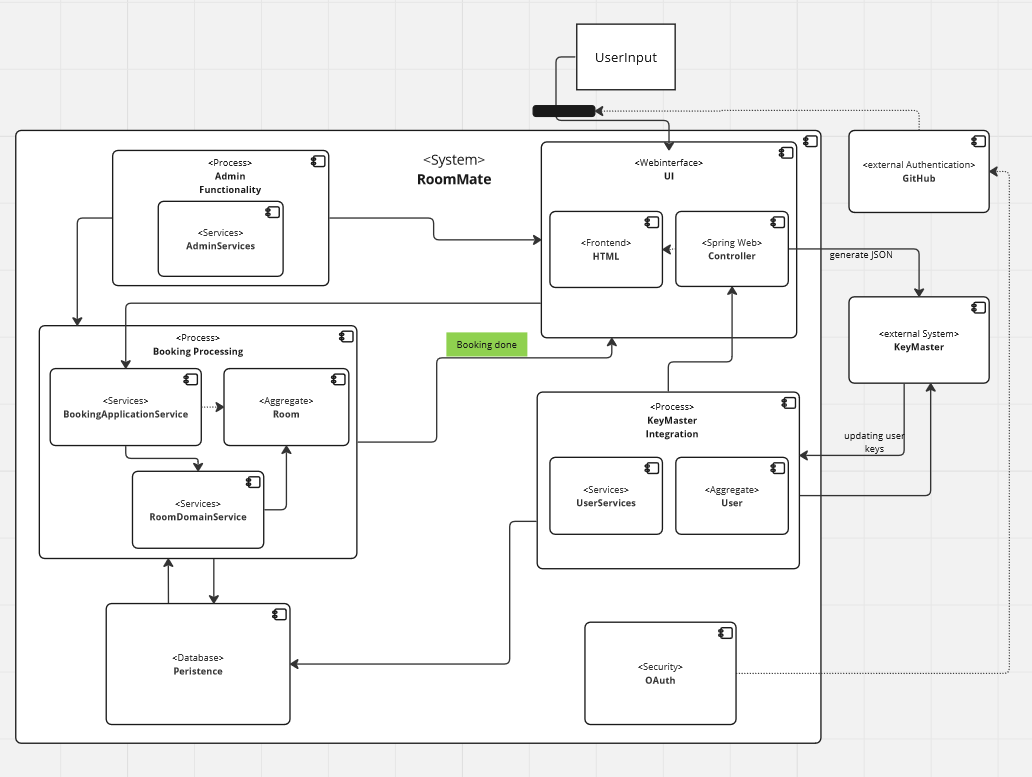 UserInput
<System>
RoomMate
<Process>
Admin
Functionality
<Services>
AdminServices
<Webinterface>
UI
<Frontend>
HTML
<Spring Web>
Controller
<external Authentication>
GitHub
generate JSON
<external System>
KeyMaster
updating user
keys
<Process>
Booking Processing
<Services>
BookingApplicationService
<Aggregate>
Room
<Services>
RoomDomainService
Booking done
<Process>
KeyMaster
Integration
<Services>
UserServices
<Aggregate>
User
<Database>
Peristence
<Security>
OAuth